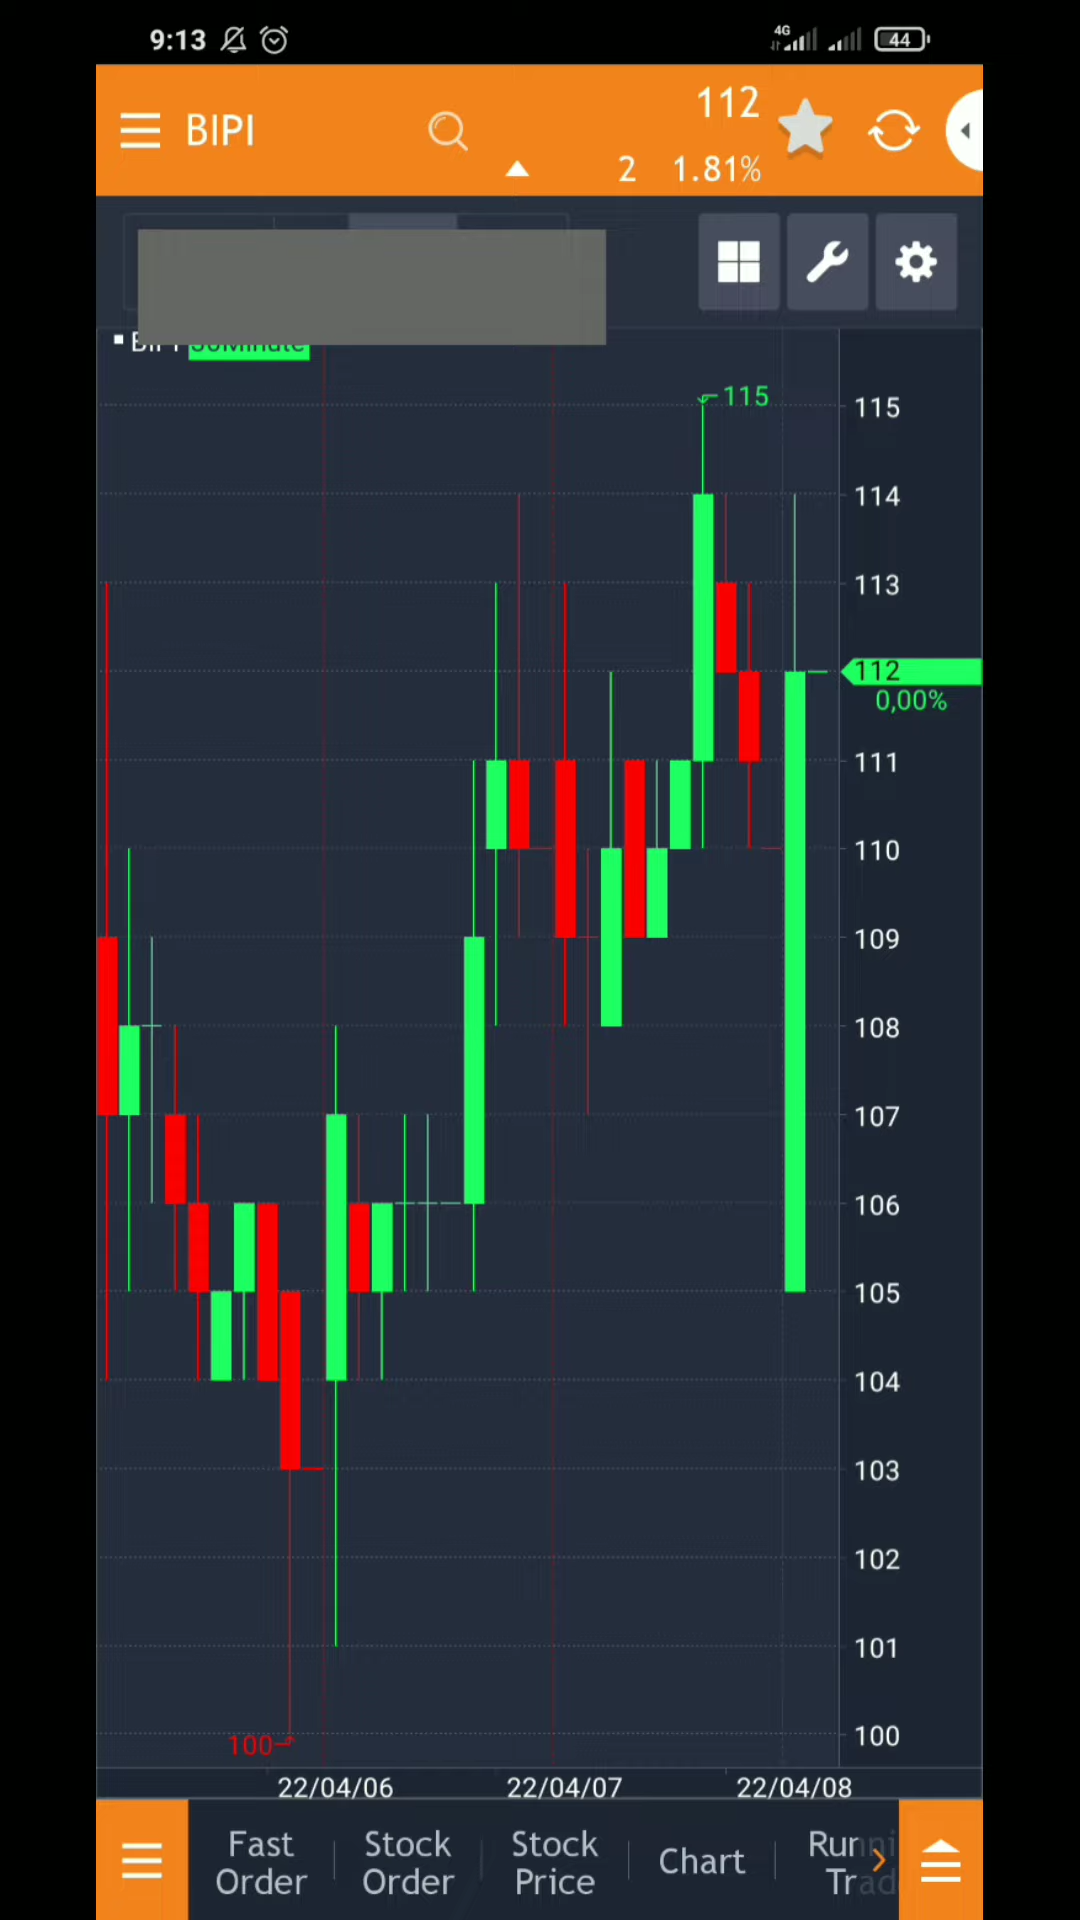 9:13
4G
44
BIPI
112
2 1.81%
30Minute
115
115
114
113
112
0,00%
111
110
109
108
107
106
105
104
103
102
101
100
100
22/04/06 22/04/07 22/04/08
Fast Order
Stock Order
Stock Price
Chart